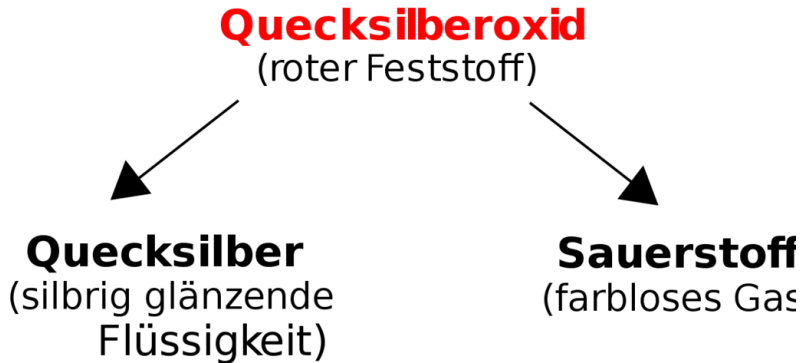 Quecksilberoxid
(roter Feststoff)
Quecksilber
(silbrig glänzende
Flüssigkeit)
Sauerstoff
(farbloses Gas